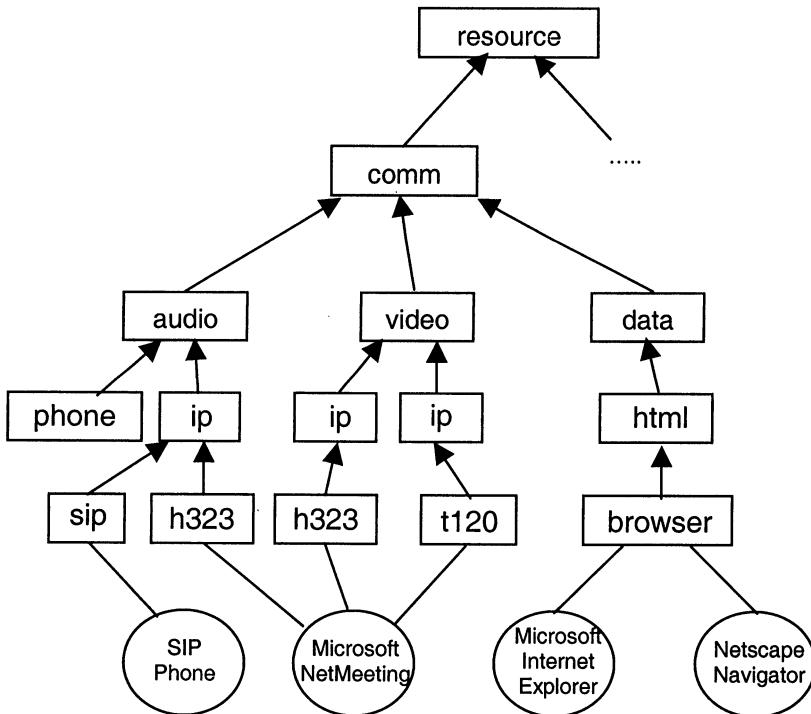 resource
.....
comm
audio
video
data
phone
ip
ip
ip
html
sip
h323
h323
t120
browser
SIP
Phone
Microsoft
NetMeeting
Microsoft
Internet
Explorer
Netscape
Navigator